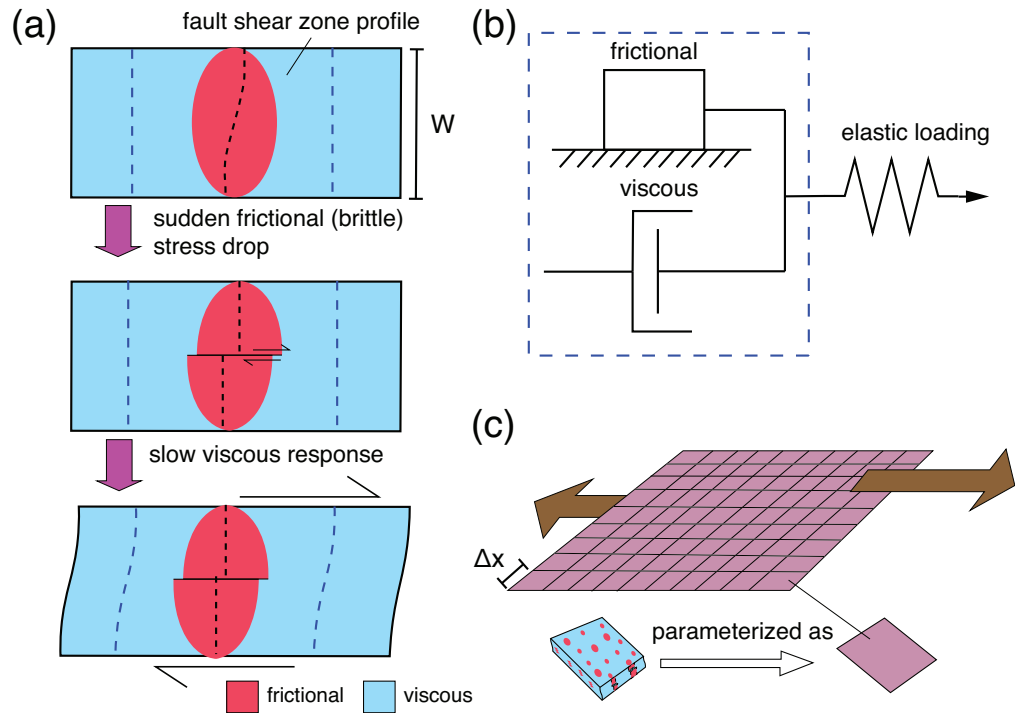 (a)
fault shear zone profile
W
sudden frictional (brittle)
stress drop
slow viscous response
frictional
viscous
(b)
frictional
viscous
elastic loading
(c)
Δx
parameterized as